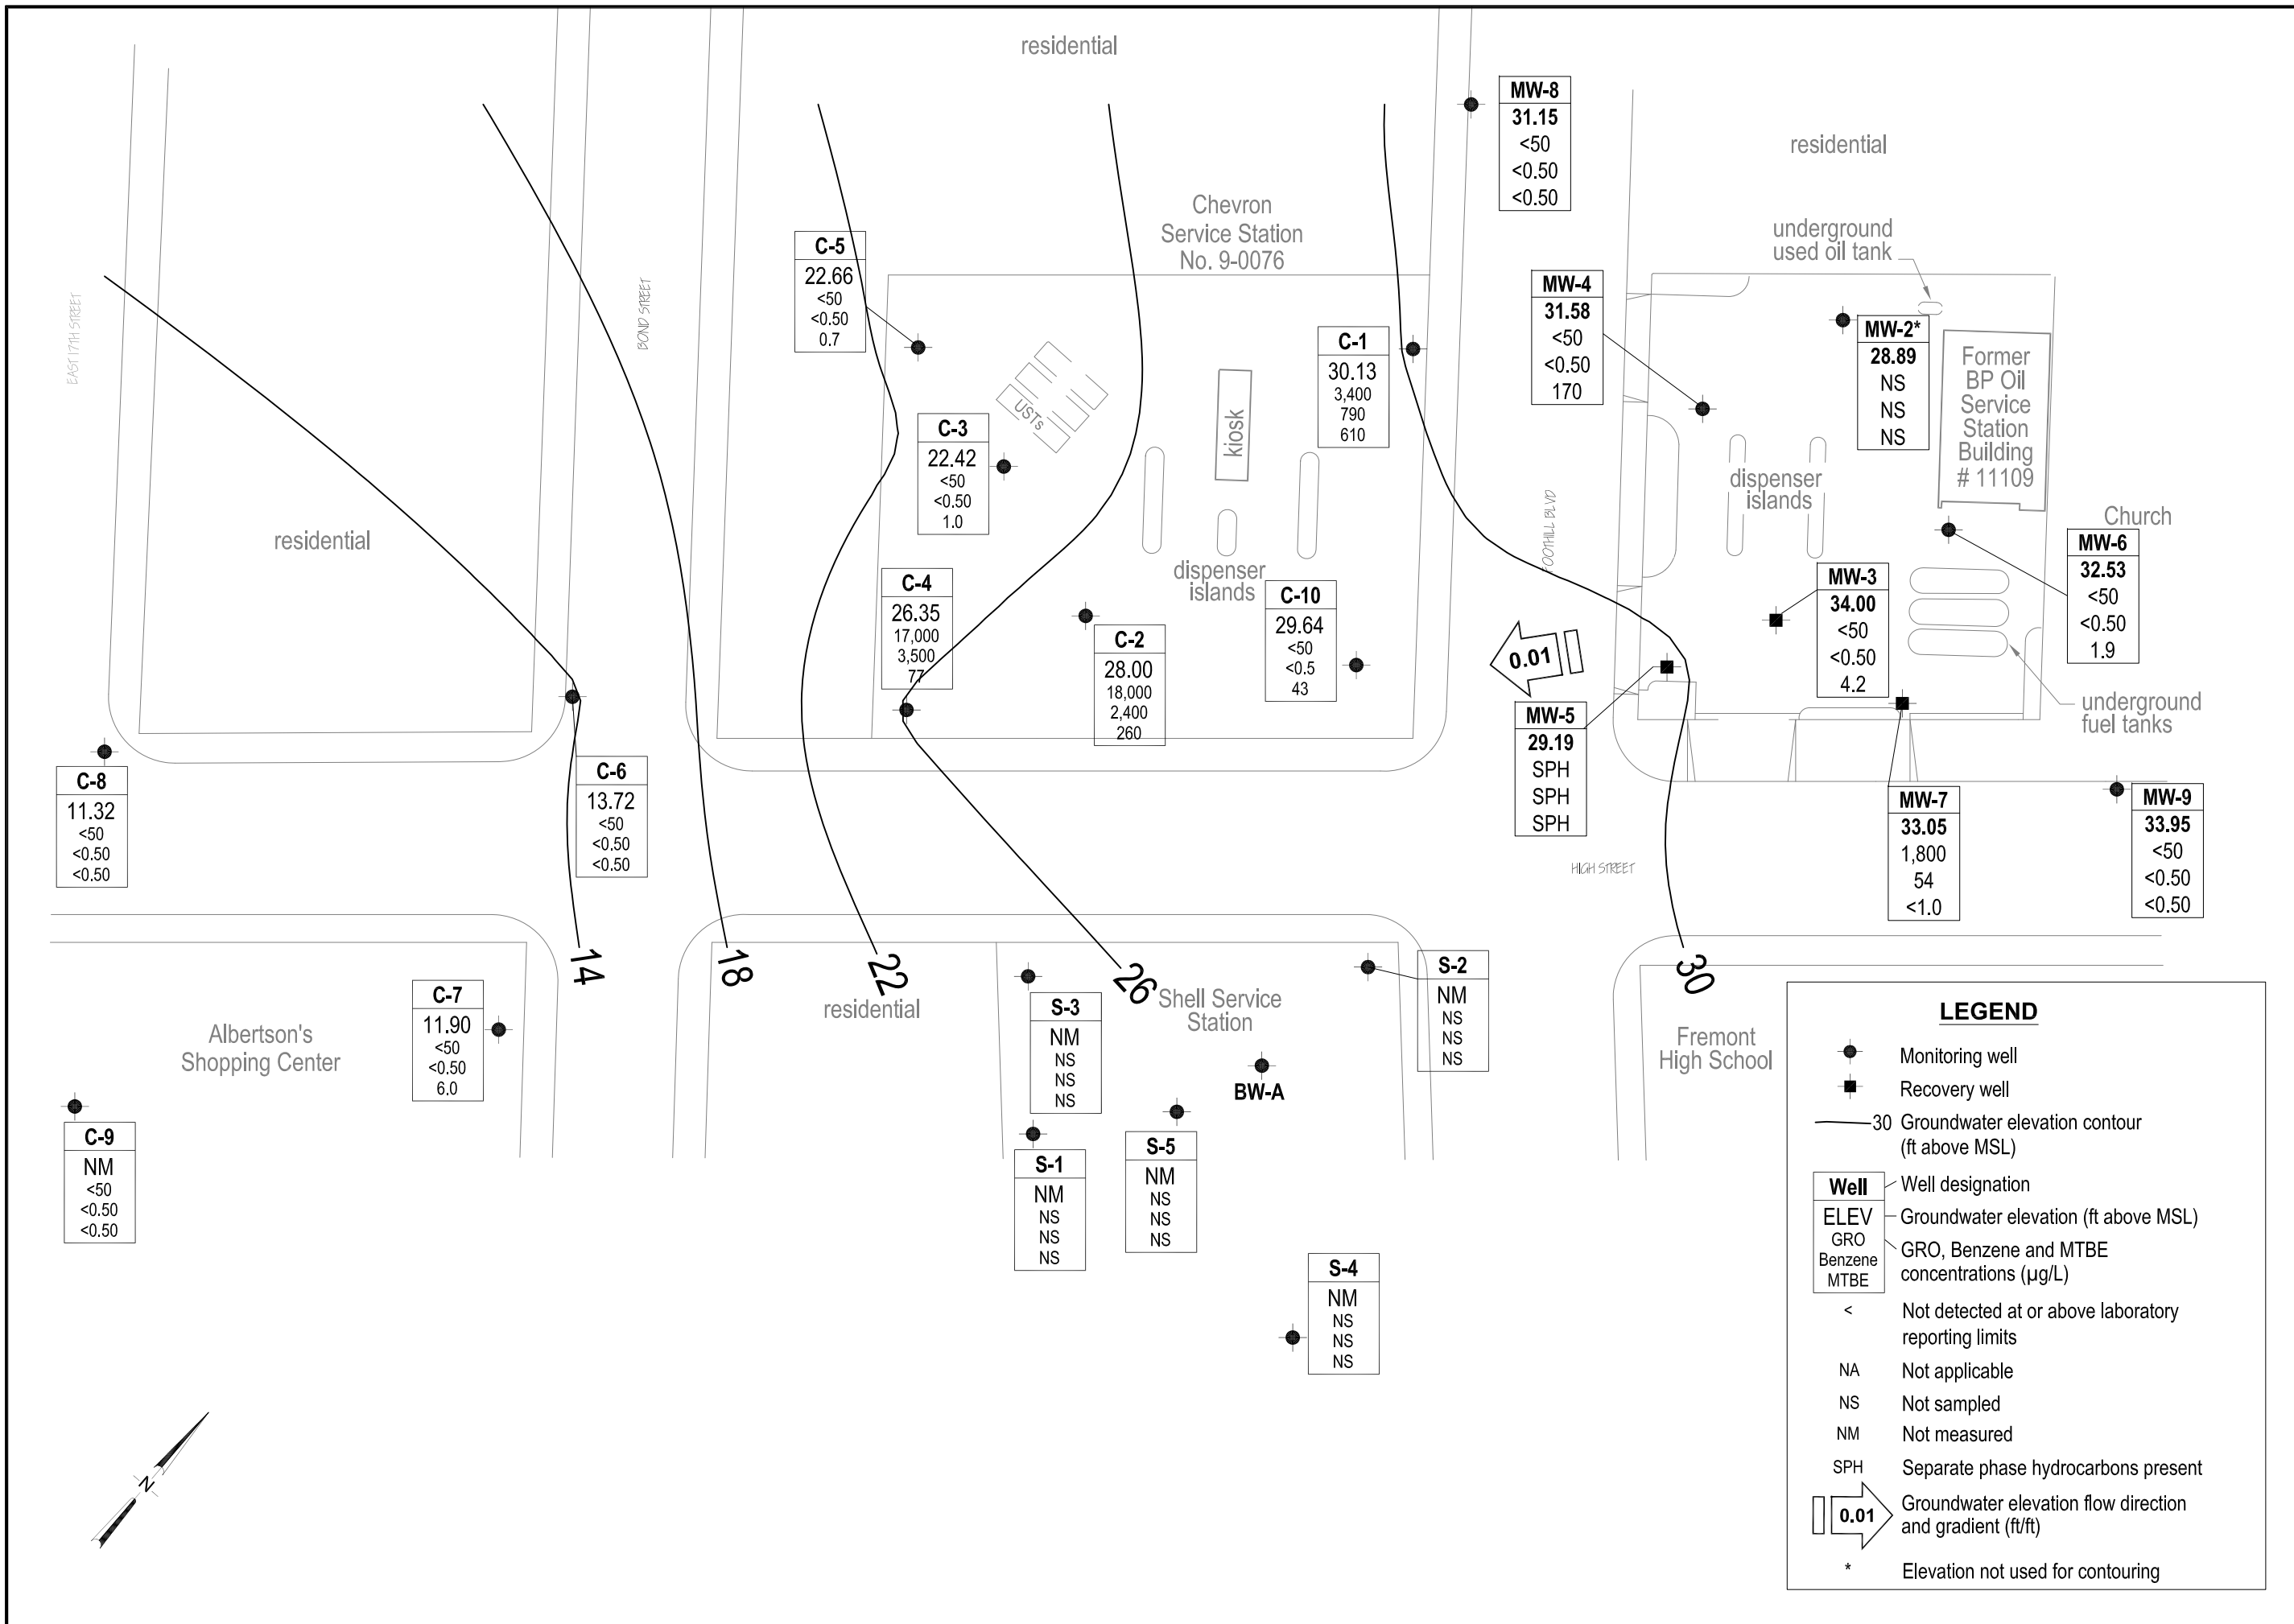 residential
MW-8
31.15
<50
<0.50
<0.50
residential
Chevron
Service Station
No. 9-0076
underground
used oil tank
C-5
22.66
<50
<0.50
0.7
MW-4
31.58
<50
<0.50
170
MW-2*
28.89
NS
NS
NS
EAST 17TH STREET
BOND STREET
C-1
30.13
3,400
790
610
Former
BP Oil
Service
Station
Building
# 11109
USTs
kiosk
C-3
22.42
<50
<0.50
1.0
dispenser
islands
FOOTHILL BLVD
Church
residential
MW-6
32.53
<50
<0.50
1.9
C-4
26.35
17,000
3,500
77
dispenser
islands
C-10
29.64
<50
<0.5
43
MW-3
34.00
<50
<0.50
4.2
C-2
28.00
18,000
2,400
260
0.01
MW-5
29.19
SPH
SPH
SPH
underground
fuel tanks
C-8
11.32
<50
<0.50
<0.50
C-6
13.72
<50
<0.50
<0.50
MW-7
33.05
1,800
54
<1.0
MW-9
33.95
<50
<0.50
<0.50
HIGH STREET
14
18
22
26
30
C-7
11.90
<50
<0.50
6.0
residential
S-3
NM
NS
NS
NS
Shell Service
Station
S-2
NM
NS
NS
NS
Albertson's
Shopping Center
Fremont
High School
BW-A
C-9
NM
<50
<0.50
<0.50
S-1
NM
NS
NS
NS
S-5
NM
NS
NS
NS
S-4
NM
NS
NS
NS
N
LEGEND
Monitoring well
Recovery well
30 Groundwater elevation contour
(ft above MSL)
Well Well designation
ELEV Groundwater elevation (ft above MSL)
GRO
Benzene
MTBE
GRO, Benzene and MTBE
concentrations (µg/L)
< Not detected at or above laboratory
reporting limits
NA Not applicable
NS Not sampled
NM Not measured
SPH Separate phase hydrocarbons present
0.01 Groundwater elevation flow direction
and gradient (ft/ft)
* Elevation not used for contouring